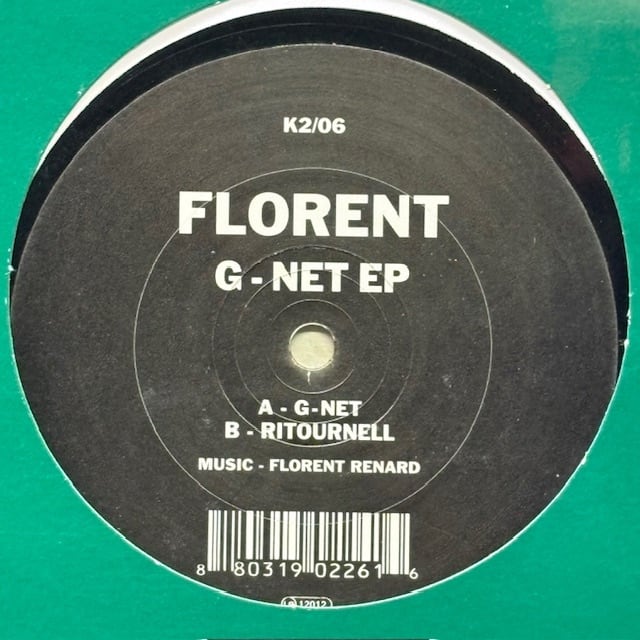 K2/06
FLORENT
G - NET EP
A - G-NET
B - RITOURNELL
MUSIC - FLORENT RENARD
8 80319 02261 6
12012